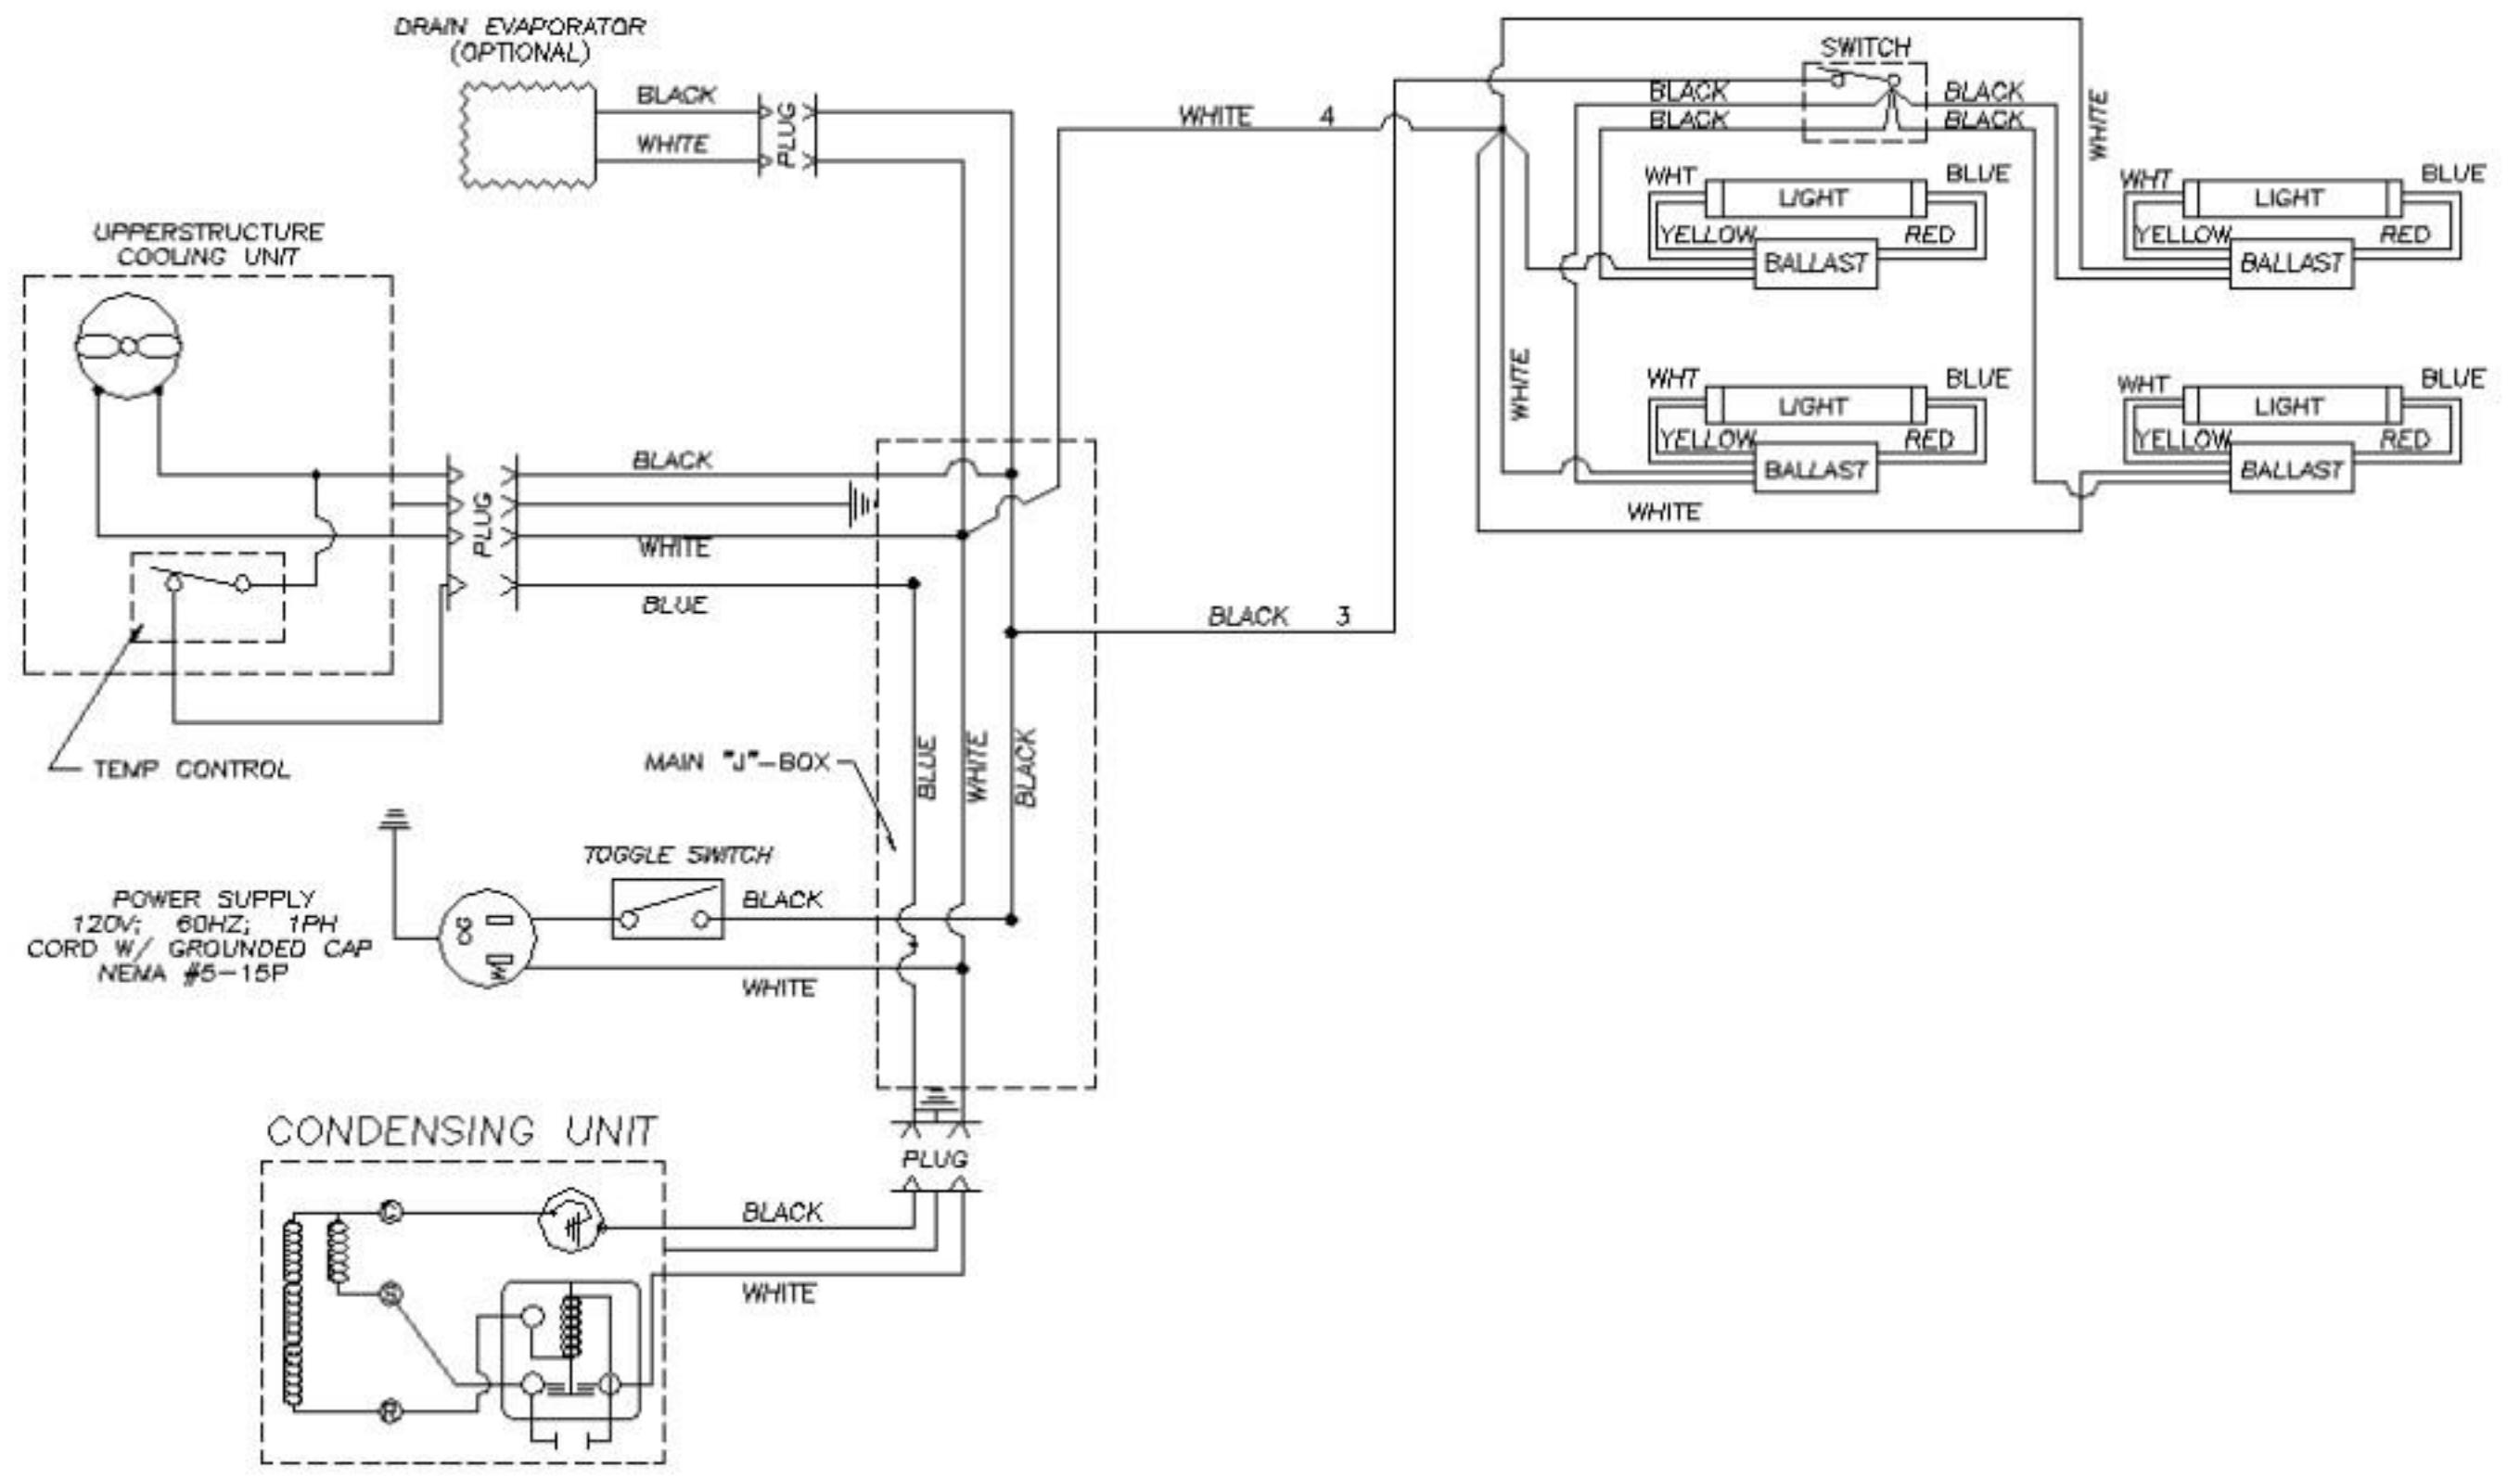 DRAIN EVAPORATOR
(OPTIONAL)
BLACK
WHITE
PLUG
WHITE 4
SWITCH
BLACK
BLACK
BLACK
BLACK
WHITE
WHT
LIGHT
BLUE
YELLOW
RED
BALLAST
WHT
LIGHT
BLUE
YELLOW
RED
BALLAST
WHITE
WHT
LIGHT
BLUE
YELLOW
RED
BALLAST
WHT
LIGHT
BLUE
YELLOW
RED
BALLAST
WHITE
UPPERSTRUCTURE
COOLING UNIT
BLACK
PLUG
WHITE
BLUE
BLACK 3
TEMP CONTROL
MAIN "J"-BOX
BLUE
WHITE
BLACK
TOGGLE SWITCH
BLACK
POWER SUPPLY
120V; 60HZ; 1PH
CORD W/ GROUNDED CAP
NEMA #5-15P
G
W
WHITE
CONDENSING UNIT
PLUG
BLACK
WHITE
C
S
R